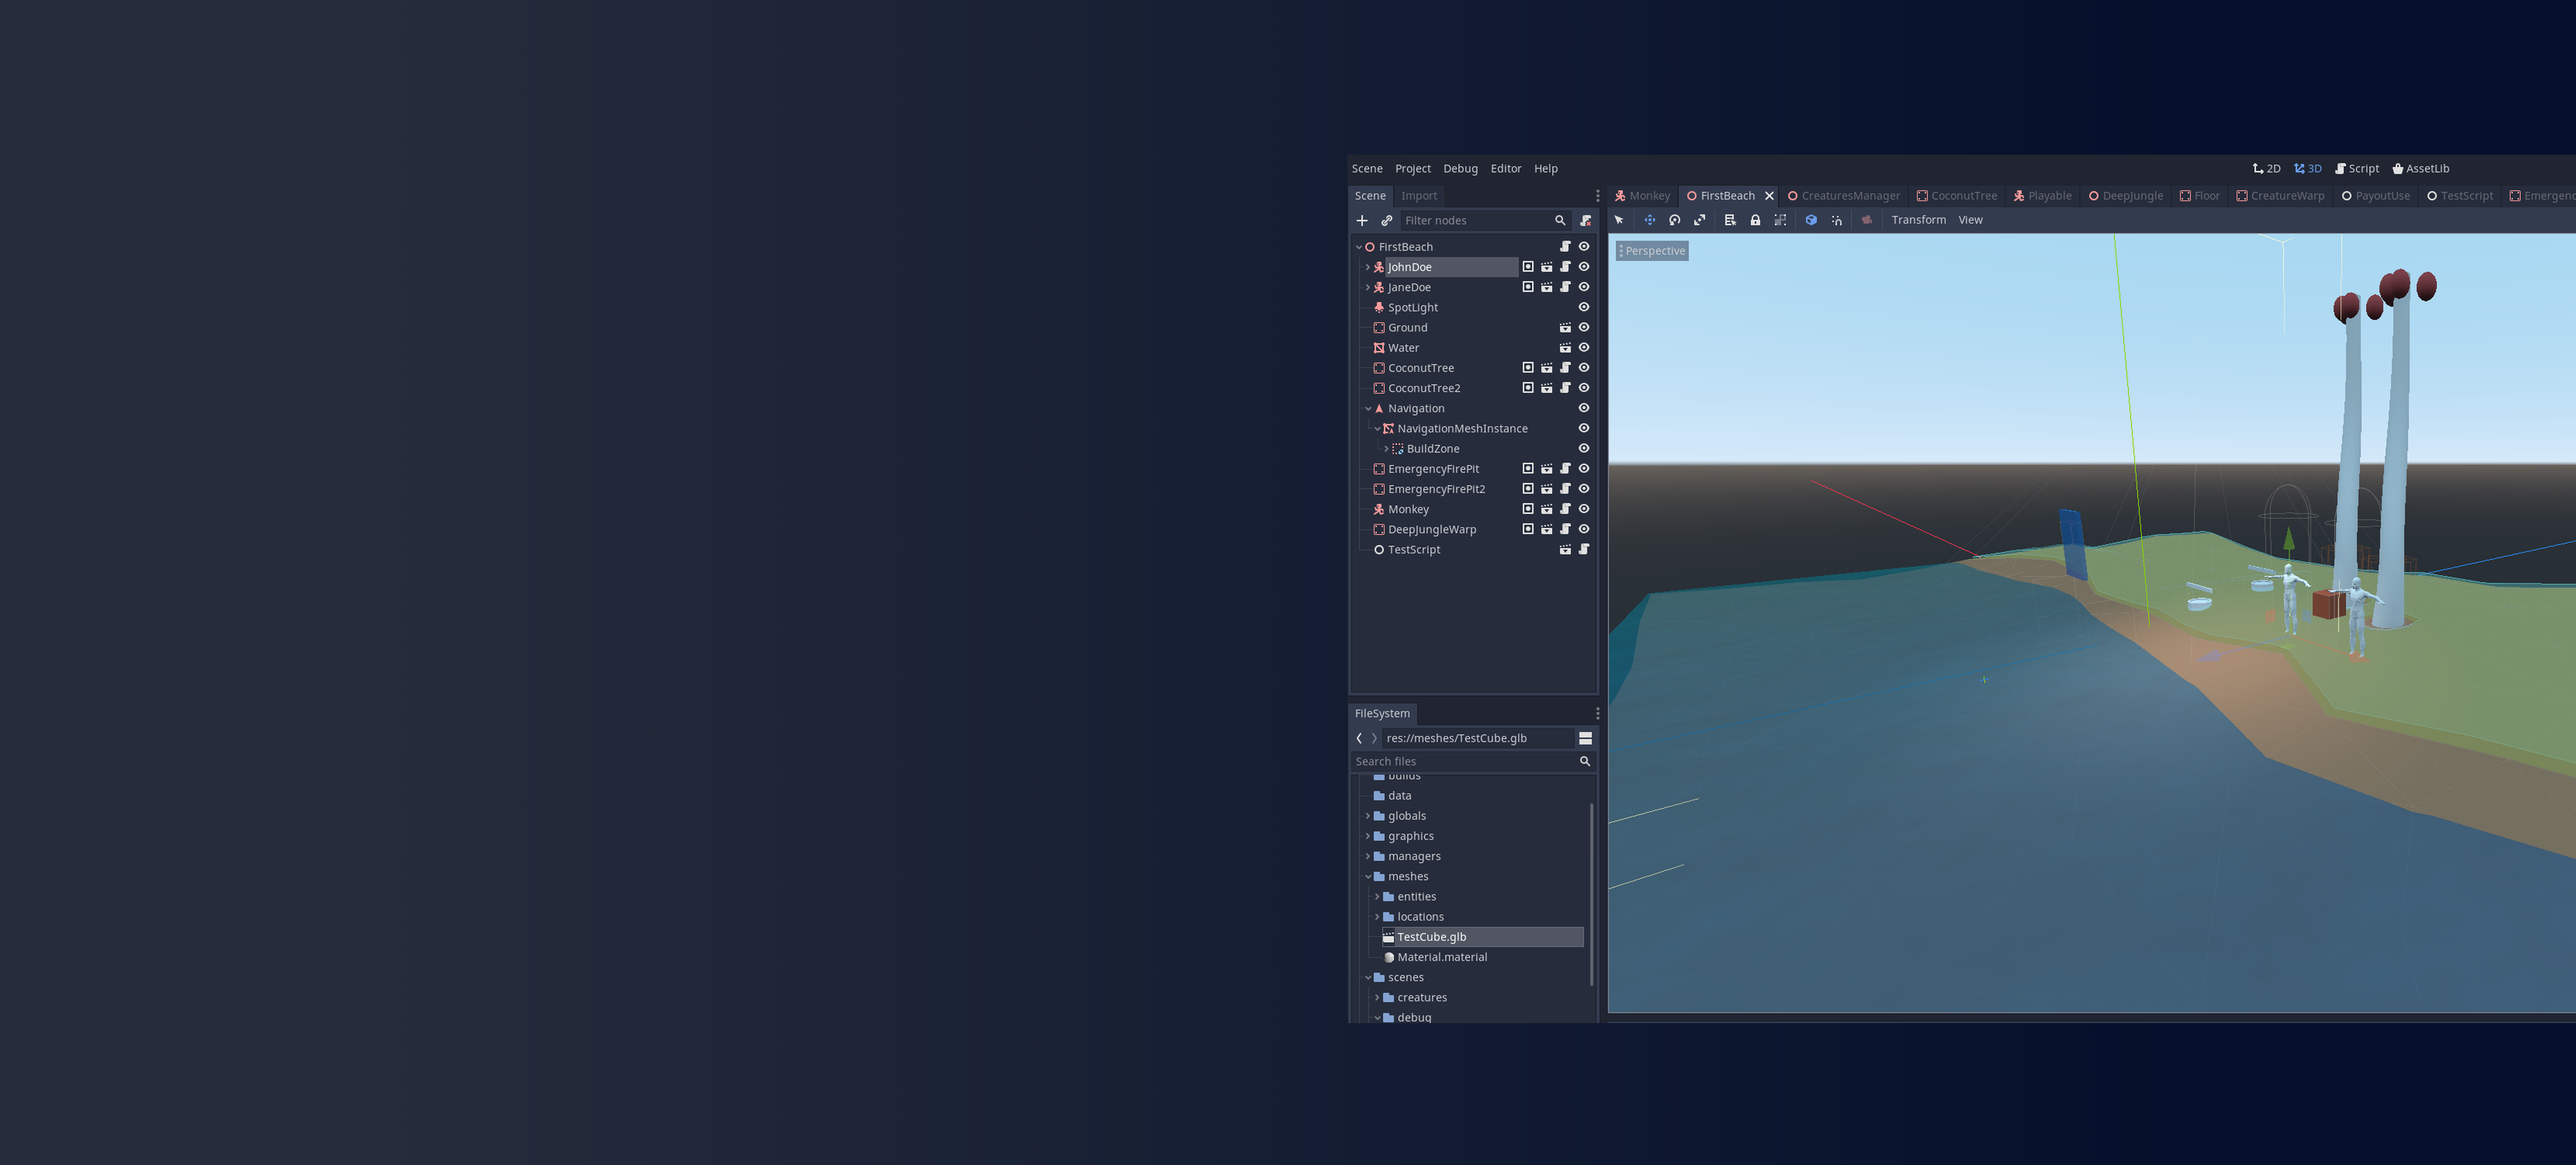 Scene Project Debug Editor Help
2D 3D Script AssetLib
Scene Import
Monkey FirstBeach CreaturesManager CoconutTree Playable DeepJungle Floor CreatureWarp PayoutUse TestScript
Filter nodes
Transform View
Perspective
FirstBeach
JohnDoe
JaneDoe
SpotLight
Ground
Water
CoconutTree
CoconutTree2
Navigation
NavigationMeshInstance
BuildZone
EmergencyFirePit
EmergencyFirePit2
Monkey
DeepJungleWarp
TestScript
FileSystem
res://meshes/TestCube.glb
Search files
builds
data
globals
graphics
managers
meshes
entities
locations
TestCube.glb
Material.material
scenes
creatures
debug